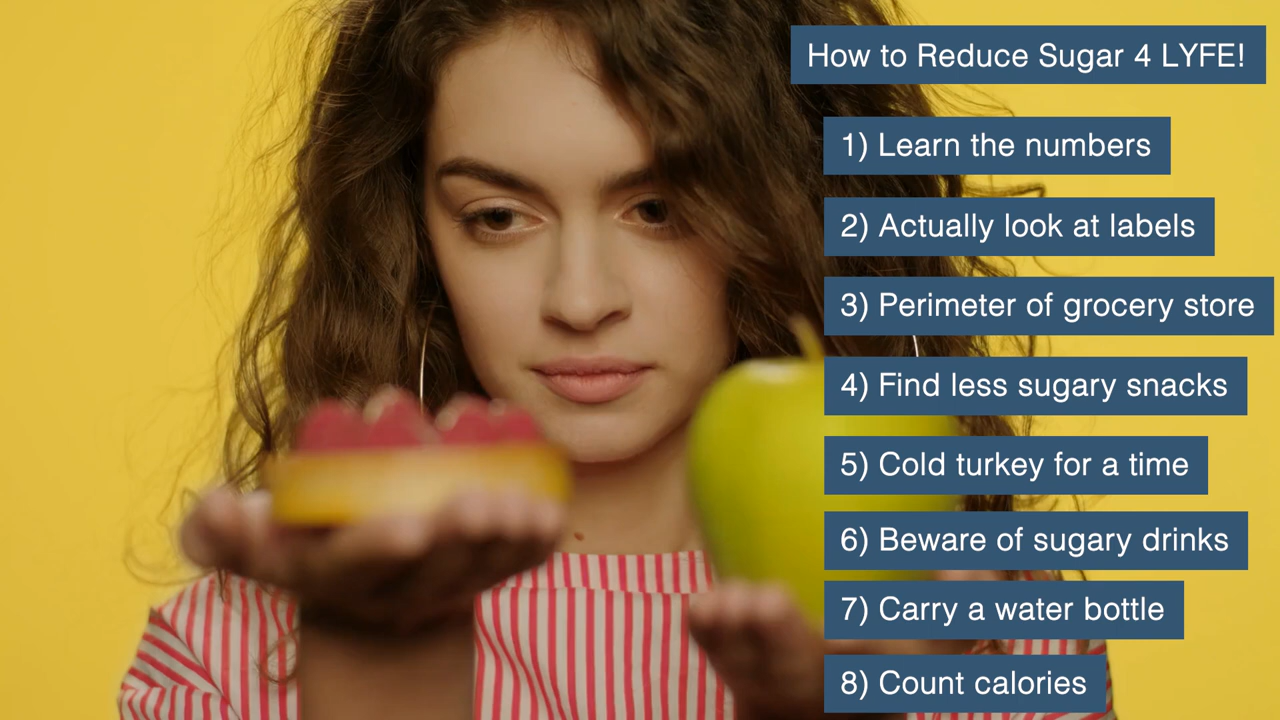 How to Reduce Sugar 4 LYFE!
1) Learn the numbers
2) Actually look at labels
3) Perimeter of grocery store
4) Find less sugary snacks
5) Cold turkey for a time
6) Beware of sugary drinks
7) Carry a water bottle
8) Count calories